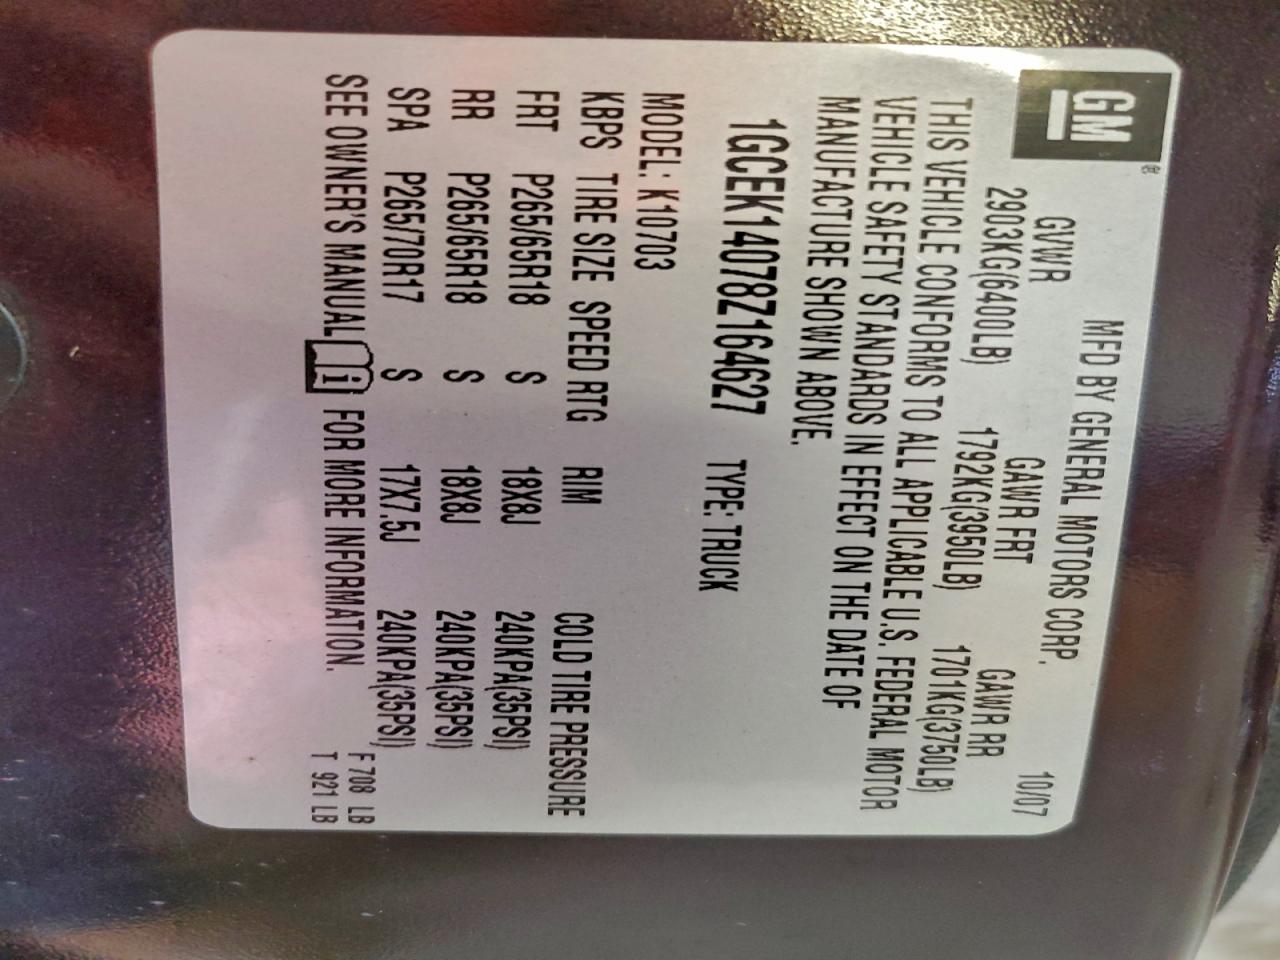 GM
MFD BY GENERAL MOTORS CORP. 10/07
GVWR GAWR FRT GAWR RR
2903KG(6400LB) 1792KG(3950LB) 1701KG(3750LB)
THIS VEHICLE CONFORMS TO ALL APPLICABLE U.S. FEDERAL MOTOR
VEHICLE SAFETY STANDARDS IN EFFECT ON THE DATE OF
MANUFACTURE SHOWN ABOVE.
1GCEK14078Z164627 TYPE: TRUCK
MODEL: K10703
KBPS TIRE SIZE SPEED RTG RIM COLD TIRE PRESSURE
FRT P265/65R18 S 18X8J 240KPA(35PSI)
RR P265/65R18 S 18X8J 240KPA(35PSI)
SPA P265/70R17 S 17X7.5J 240KPA(35PSI)
SEE OWNER'S MANUAL i FOR MORE INFORMATION.
F 708 LB
T 921 LB